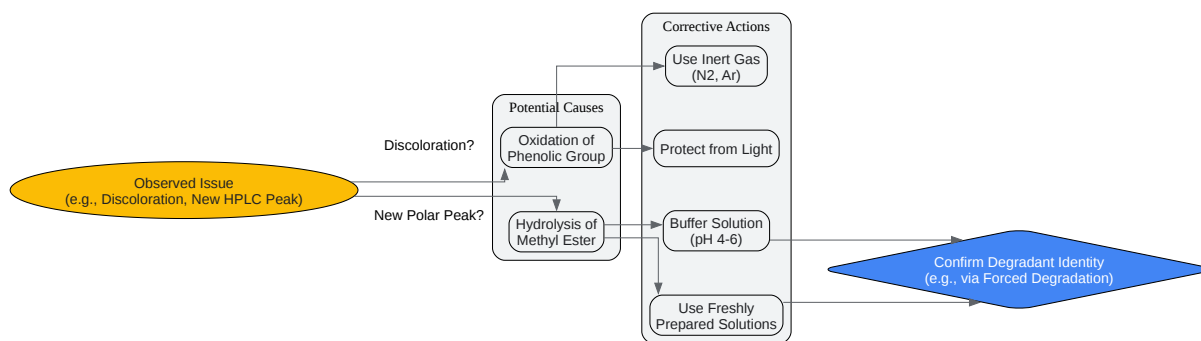 Corrective Actions
Use Inert Gas
(N2, Ar)
Potential Causes
Discoloration?
Oxidation of
Phenolic Group
Protect from Light
Observed Issue
(e.g., Discoloration, New HPLC Peak)
New Polar Peak?
Hydrolysis of
Methyl Ester
Buffer Solution
(pH 4-6)
Confirm Degradant Identity
(e.g., via Forced Degradation)
Use Freshly
Prepared Solutions